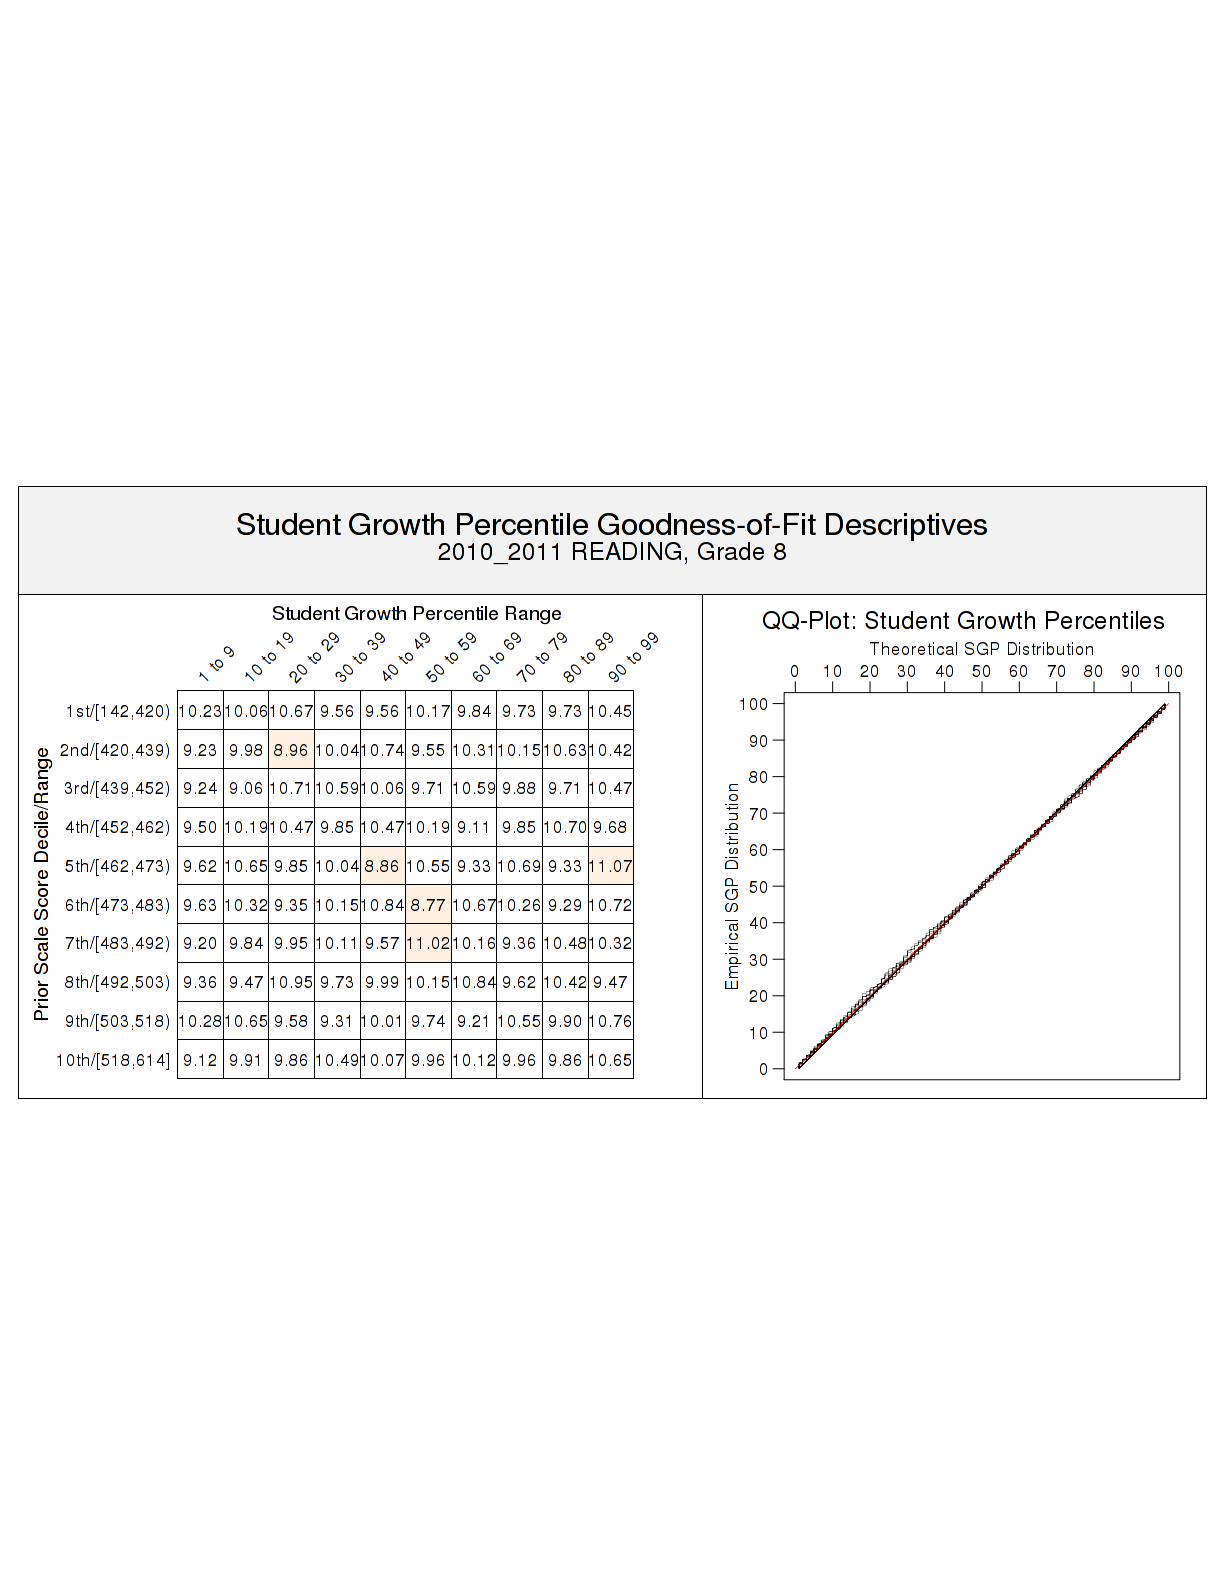 Student Growth Percentile Goodness-of-Fit Descriptives
2010_2011 READING, Grade 8
Student Growth Percentile Range
1 to 9 10 to 19 20 to 29 30 to 39 40 to 49 50 to 59 60 to 69 70 to 79 80 to 89 90 to 99
Prior Scale Score Decile/Range
1st/[142,420) 10.23 10.06 10.67 9.56 9.56 10.17 9.84 9.73 9.73 10.45
2nd/[420,439) 9.23 9.98 8.96 10.04 10.74 9.55 10.31 10.15 10.63 10.42
3rd/[439,452) 9.24 9.06 10.71 10.59 10.06 9.71 10.59 9.88 9.71 10.47
4th/[452,462) 9.50 10.19 10.47 9.85 10.47 10.19 9.11 9.85 10.70 9.68
5th/[462,473) 9.62 10.65 9.85 10.04 8.86 10.55 9.33 10.69 9.33 11.07
6th/[473,483) 9.63 10.32 9.35 10.15 10.84 8.77 10.67 10.26 9.29 10.72
7th/[483,492) 9.20 9.84 9.95 10.11 9.57 11.02 10.16 9.36 10.48 10.32
8th/[492,503) 9.36 9.47 10.95 9.73 9.99 10.15 10.84 9.62 10.42 9.47
9th/[503,518) 10.28 10.65 9.58 9.31 10.01 9.74 9.21 10.55 9.90 10.76
10th/[518,614] 9.12 9.91 9.86 10.49 10.07 9.96 10.12 9.96 9.86 10.65
QQ-Plot: Student Growth Percentiles
Theoretical SGP Distribution
0 10 20 30 40 50 60 70 80 90 100
Empirical SGP Distribution
100
90
80
70
60
50
40
30
20
10
0